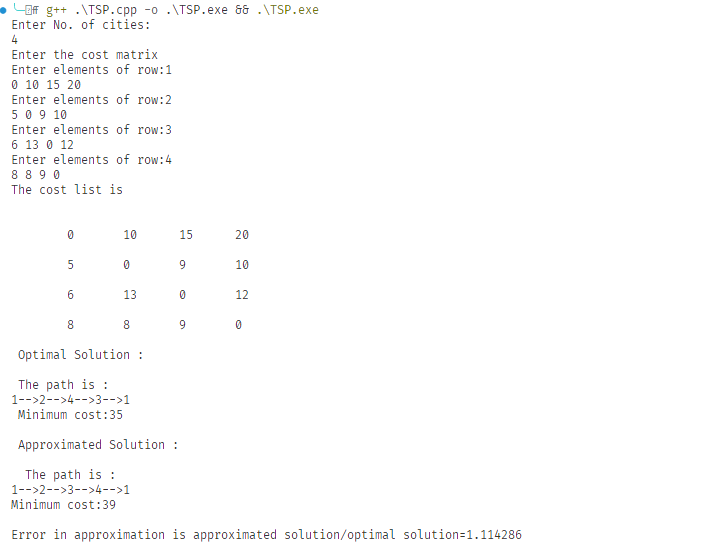 g++ .\TSP.cpp -o .\TSP.exe && .\TSP.exe
Enter No. of cities:
4
Enter the cost matrix
Enter elements of row:1
0 10 15 20
Enter elements of row:2
5 0 9 10
Enter elements of row:3
6 13 0 12
Enter elements of row:4
8 8 9 0
The cost list is
0 10 15 20
5 0 9 10
6 13 0 12
8 8 9 0
Optimal Solution :
The path is :
1-->2-->4-->3-->1
Minimum cost:35
Approximated Solution :
The path is :
1-->2-->3-->4-->1
Minimum cost:39
Error in approximation is approximated solution/optimal solution=1.114286